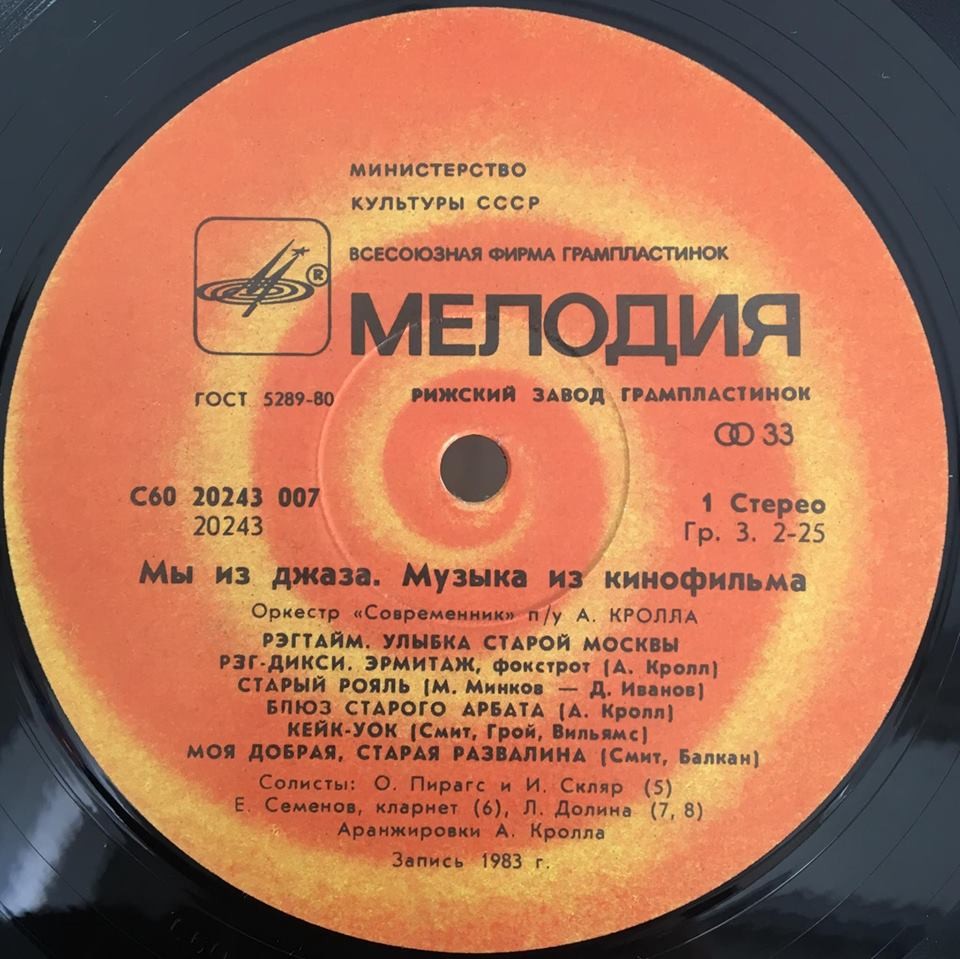 МИНИСТЕРСТВО
КУЛЬТУРЫ СССР
ВСЕСОЮЗНАЯ ФИРМА ГРАМПЛАСТИНОК
®
МЕЛОДИЯ
ГОСТ 5289-80
РИЖСКИЙ ЗАВОД ГРАМПЛАСТИНОК
33
С60 20243 007
1 Стерео
20243
Гр. 3. 2-25
Мы из джаза. Музыка из кинофильма
Оркестр «Современник» п/у А. КРОЛЛА
РЭГТАЙМ. УЛЫБКА СТАРОЙ МОСКВЫ
РЭГ-ДИКСИ. ЭРМИТАЖ, фокстрот (А. Кролл)
СТАРЫЙ РОЯЛЬ (М. Минков — Д. Иванов)
БЛЮЗ СТАРОГО АРБАТА (А. Кролл)
КЕЙК-УОК (Смит, Грой, Вильямс)
МОЯ ДОБРАЯ, СТАРАЯ РАЗВАЛИНА (Смит, Балкан)
Солисты: О. Пирагс и И. Скляр (5)
Е. Семенов, кларнет (6), Л. Долина (7, 8)
Аранжировки А. Кролла
Запись 1983 г.